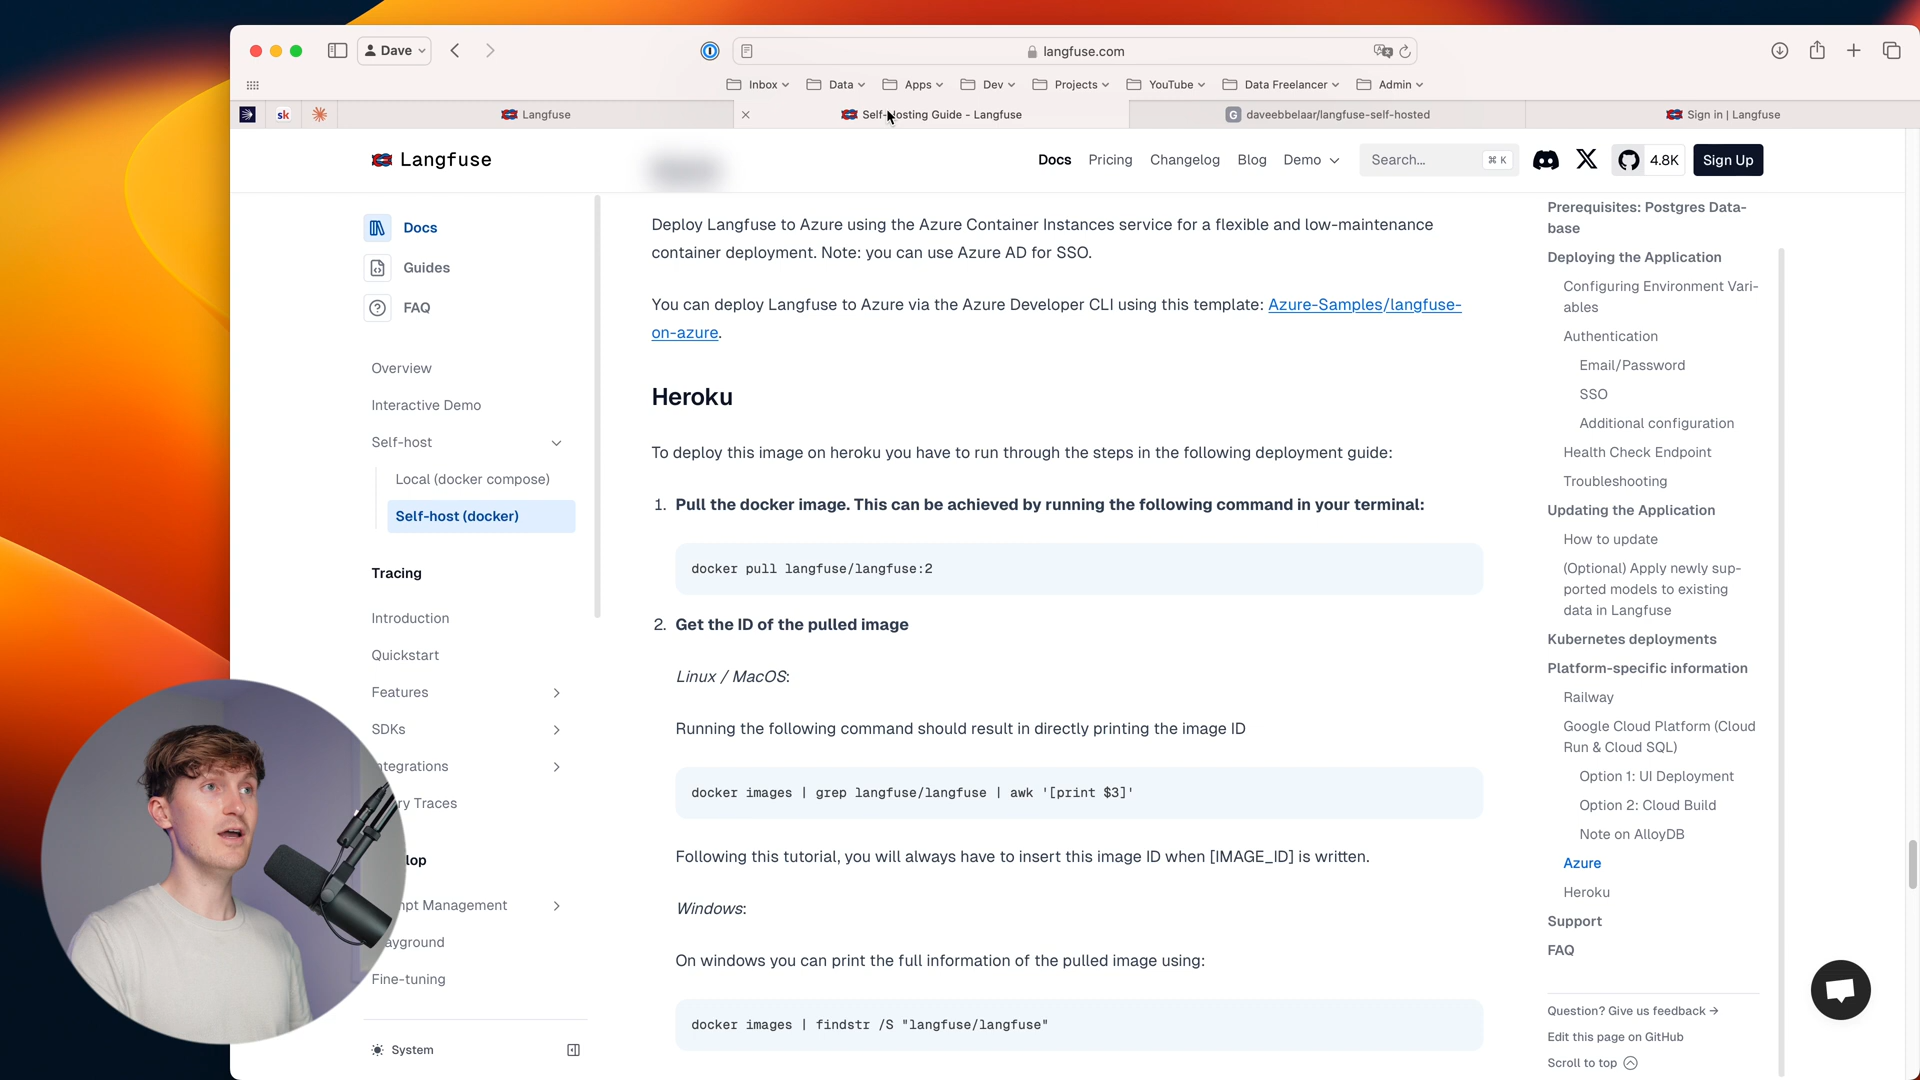 Dave
langfuse.com
Inbox
Data
Apps
Dev
Projects
YouTube
Data Freelancer
Admin
sk
Langfuse
Self-Hosting Guide - Langfuse
G
daveebbelaar/langfuse-self-hosted
Sign in | Langfuse
Langfuse
Docs
Pricing
Changelog
Blog
Demo
Search...
⌘ K
4.8K
Sign Up
Docs
Guides
FAQ
Overview
Interactive Demo
Self-host
Local (docker compose)
Self-host (docker)
Tracing
Introduction
Quickstart
Features
SDKs
ntegrations
ry Traces
lop
mpt Management
ayground
Fine-tuning
System
Deploy Langfuse to Azure using the Azure Container Instances service for a flexible and low-maintenance
container deployment. Note: you can use Azure AD for SSO.
You can deploy Langfuse to Azure via the Azure Developer CLI using this template: Azure-Samples/langfuse-
on-azure.
Heroku
To deploy this image on heroku you have to run through the steps in the following deployment guide:
1. Pull the docker image. This can be achieved by running the following command in your terminal:
docker pull langfuse/langfuse:2
2. Get the ID of the pulled image
Linux / MacOS:
Running the following command should result in directly printing the image ID
docker images | grep langfuse/langfuse | awk '[print $3]'
Following this tutorial, you will always have to insert this image ID when [IMAGE_ID] is written.
Windows:
On windows you can print the full information of the pulled image using:
docker images | findstr /S "langfuse/langfuse"
Prerequisites: Postgres Data-
base
Deploying the Application
Configuring Environment Vari-
ables
Authentication
Email/Password
SSO
Additional configuration
Health Check Endpoint
Troubleshooting
Updating the Application
How to update
(Optional) Apply newly sup-
ported models to existing
data in Langfuse
Kubernetes deployments
Platform-specific information
Railway
Google Cloud Platform (Cloud
Run & Cloud SQL)
Option 1: UI Deployment
Option 2: Cloud Build
Note on AlloyDB
Azure
Heroku
Support
FAQ
Question? Give us feedback →
Edit this page on GitHub
Scroll to top